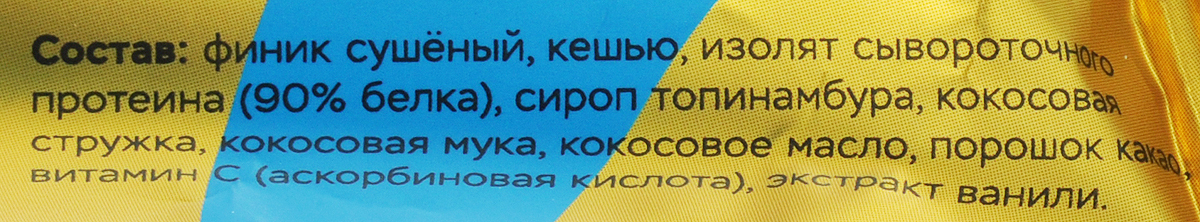 Состав: финик сушёный, кешью, изолят сывороточного
протеина (90% белка), сироп топинамбура, кокосовая
стружка, кокосовая мука, кокосовое масло, порошок какао,
витамин С (аскорбиновая кислота), экстракт ванили.